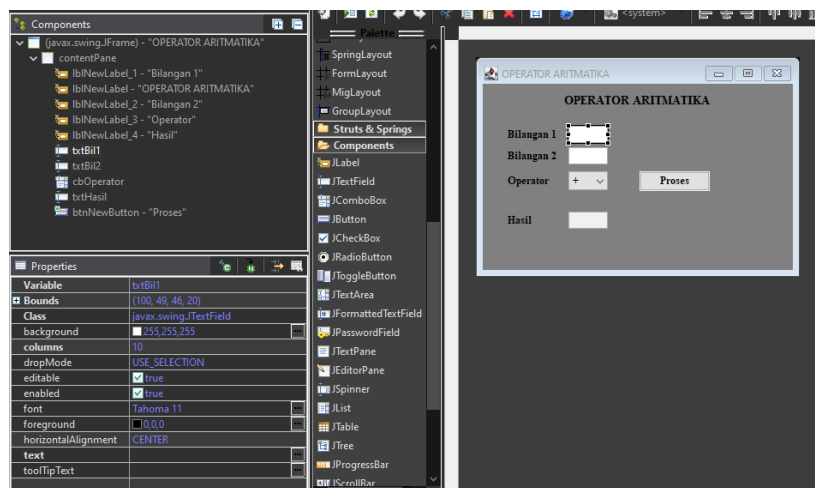 Components
(javax.swing.JFrame) - "OPERATOR ARITMATIKA"
contentPane
lblNewLabel_1 - "Bilangan 1"
lblNewLabel - "OPERATOR ARITMATIKA"
lblNewLabel_2 - "Bilangan 2"
lblNewLabel_3 - "Operator"
lblNewLabel_4 - "Hasil"
txtBil1
txtBil2
cbOperator
txtHasil
btnNewButton - "Proses"
Properties
Variable txtBil1
Bounds (100, 49, 46, 20)
Class javax.swing.JTextField
background 255,255,255
columns 10
dropMode USE_SELECTION
editable true
enabled true
font Tahoma 11
foreground 0,0,0
horizontalAlignment CENTER
text
toolTipText
Palette
SpringLayout
FormLayout
MigLayout
GroupLayout
Struts & Springs
Components
JLabel
JTextField
JComboBox
JButton
JCheckBox
JRadioButton
JToggleButton
JTextArea
JFormattedTextField
JPasswordField
JTextPane
JEditorPane
JSpinner
JList
JTable
JTree
JProgressBar
JScrollBar
<system>
OPERATOR ARITMATIKA
OPERATOR ARITMATIKA
Bilangan 1
Bilangan 2
Operator + Proses
Hasil